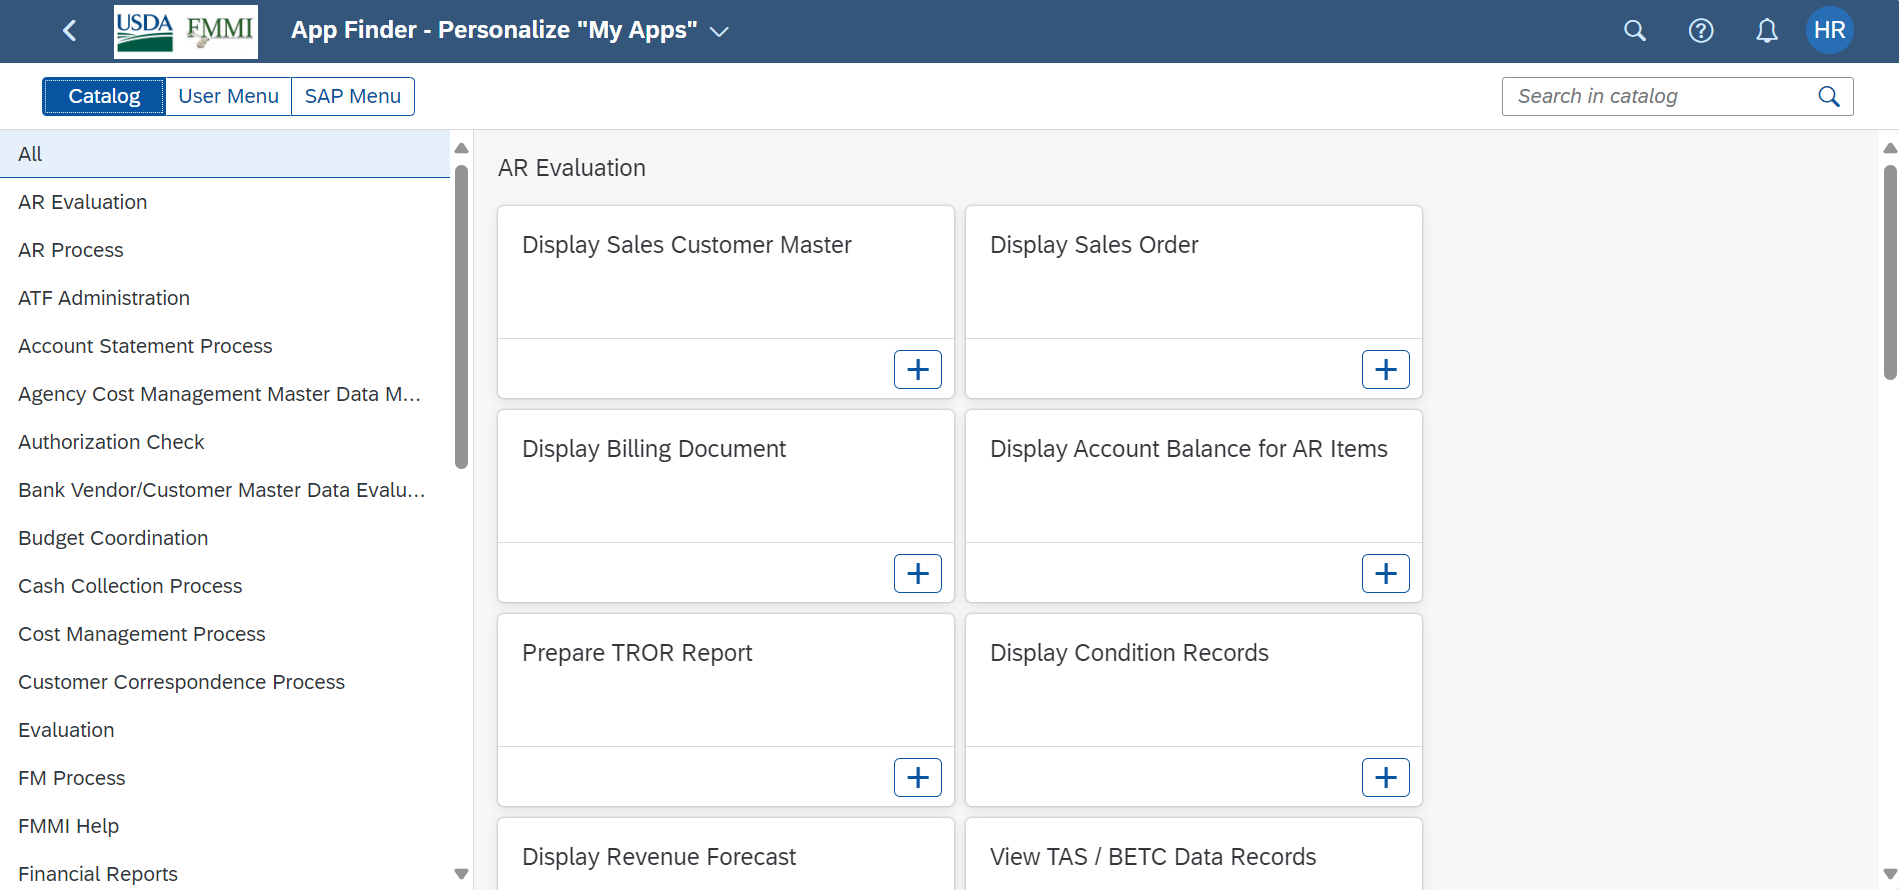 USDA FMMI
App Finder - Personalize "My Apps"
HR
Catalog
User Menu
SAP Menu
Search in catalog
All
AR Evaluation
AR Process
ATF Administration
Account Statement Process
Agency Cost Management Master Data M...
Authorization Check
Bank Vendor/Customer Master Data Evalu...
Budget Coordination
Cash Collection Process
Cost Management Process
Customer Correspondence Process
Evaluation
FM Process
FMMI Help
Financial Reports
AR Evaluation
Display Sales Customer Master
Display Sales Order
Display Billing Document
Display Account Balance for AR Items
Prepare TROR Report
Display Condition Records
Display Revenue Forecast
View TAS / BETC Data Records